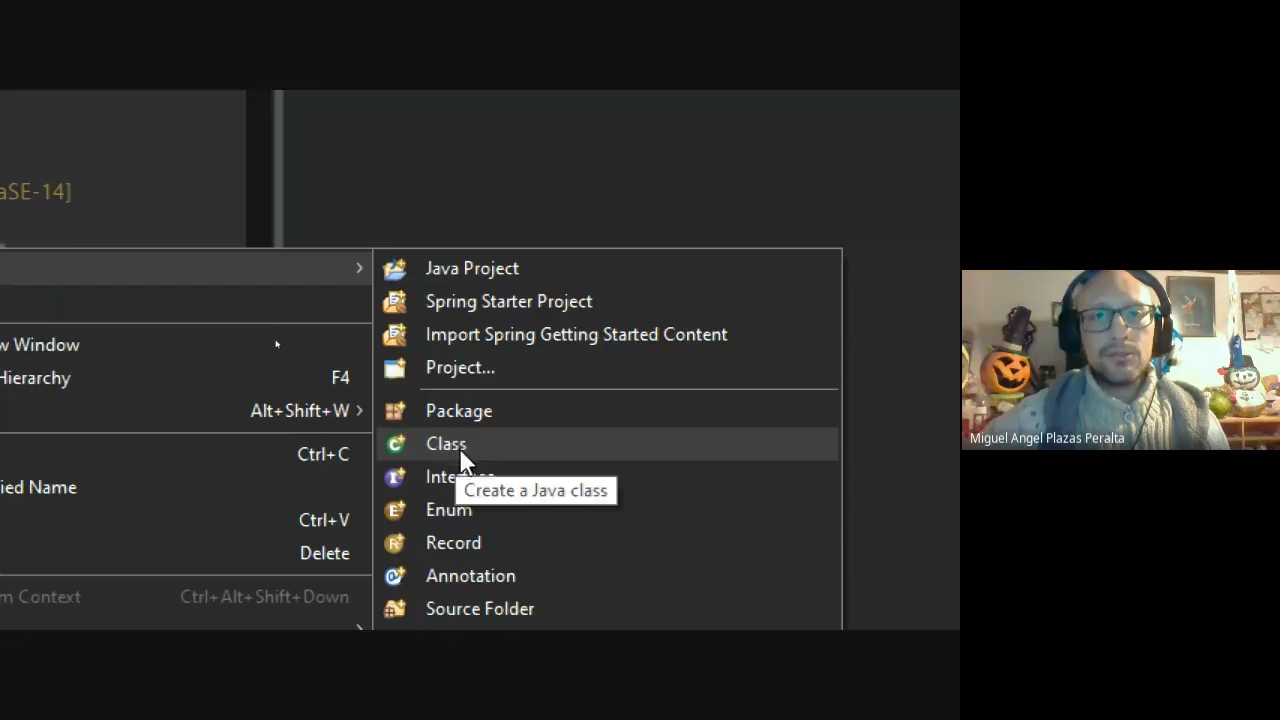 aSE-14]
Java Project
Spring Starter Project
Import Spring Getting Started Content
Project...
w Window
Hierarchy F4
Alt+Shift+W
Package
Class
Ctrl+C
Create a Java class
ied Name
Enum
Ctrl+V
Record
Delete
Annotation
m Context Ctrl+Alt+Shift+Down
Source Folder
Miguel Angel Plazas Peralta